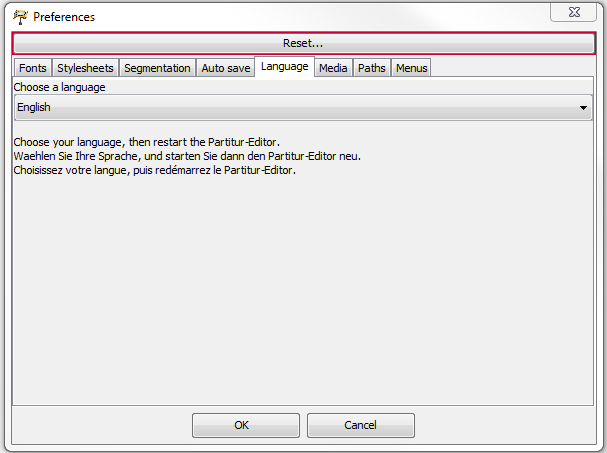 Preferences
Reset...
Fonts Stylesheets Segmentation Auto save Language Media Paths Menus
Choose a language
English
Choose your language, then restart the Partitur-Editor.
Waehlen Sie Ihre Sprache, und starten Sie dann den Partitur-Editor neu.
Choisissez votre langue, puis redémarrez le Partitur-Editor.
OK Cancel